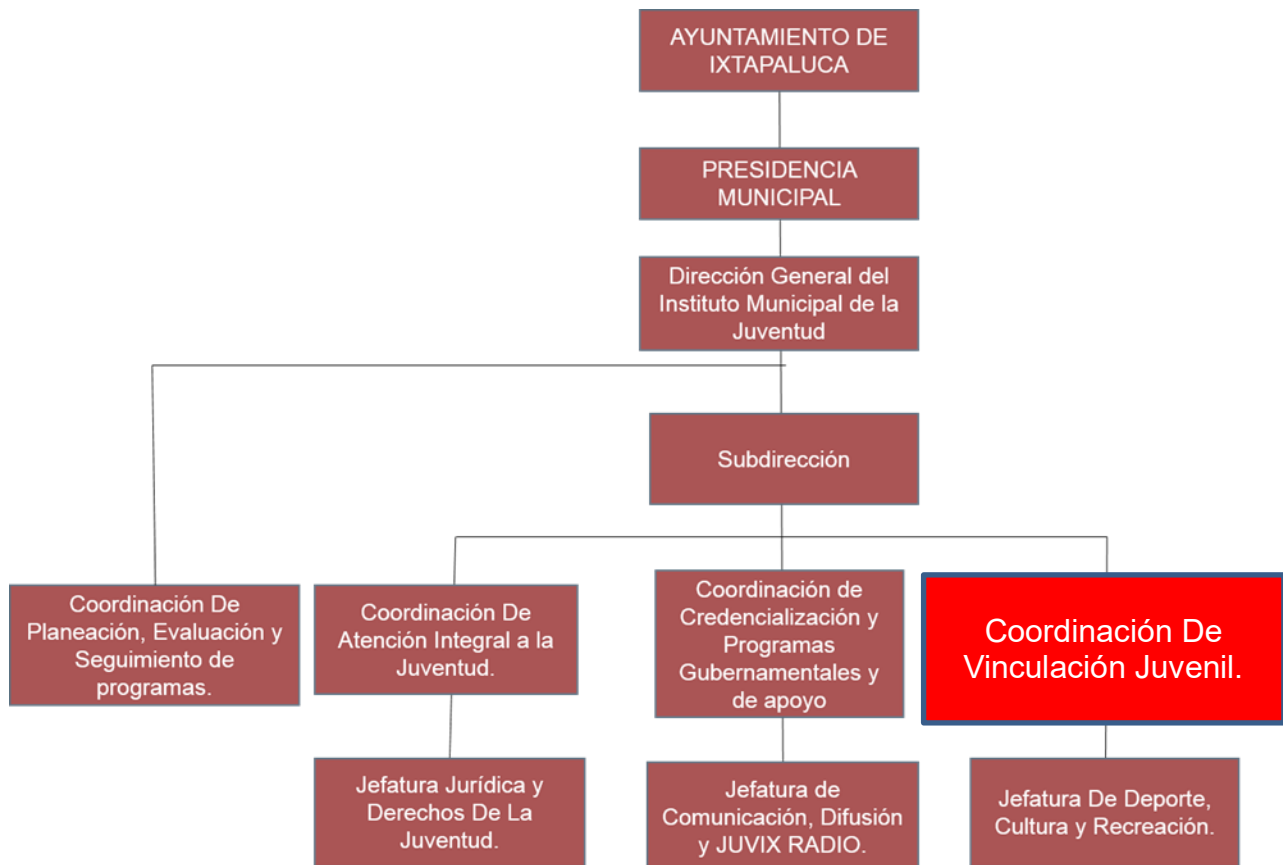 AYUNTAMIENTO DE
IXTAPALUCA
PRESIDENCIA
MUNICIPAL
Dirección General del
Instituto Municipal de la
Juventud
Subdirección
Coordinación De
Planeación, Evaluación y
Seguimiento de
programas.
Coordinación De
Atención Integral a la
Juventud.
Coordinación de
Credencialización y
Programas
Gubernamentales y
de apoyo
Coordinación De
Vinculación Juvenil.
Jefatura Jurídica y
Derechos De La
Juventud.
Jefatura de
Comunicación, Difusión
y JUVIX RADIO.
Jefatura De Deporte,
Cultura y Recreación.